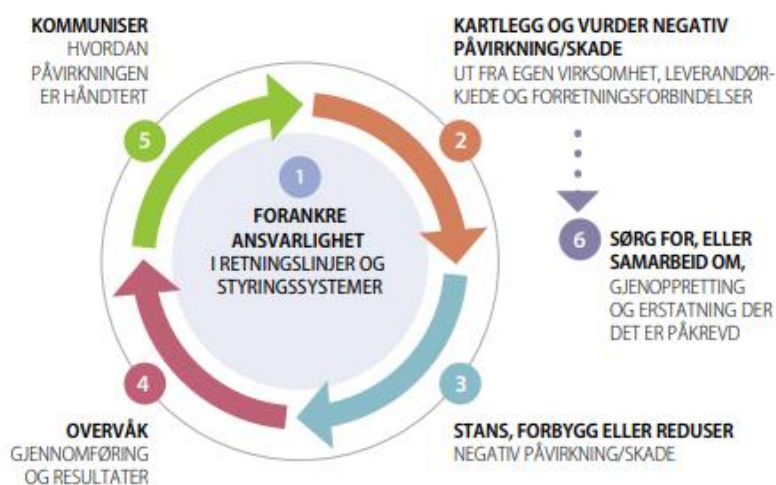 1
FORANKRE
ANSVARLIGHET
I RETNINGSLINJER OG
STYRINGSSYSTEMER
2
KARTLEGG OG VURDER NEGATIV
PÅVIRKNING/SKADE
UT FRA EGEN VIRKSOMHET, LEVERANDØR-
KJEDE OG FORRETNINGSFORBINDELSER
3
STANS, FORBYGG ELLER REDUSER
NEGATIV PÅVIRKNING/SKADE
4
OVERVÅK
GJENNOMFØRING
OG RESULTATER
5
KOMMUNISER
HVORDAN
PÅVIRKNINGEN
ER HÅNDTERT
6
SØRG FOR, ELLER
SAMARBEID OM,
GJENOPPRETTING
OG ERSTATNING DER
DET ER PÅKREVD